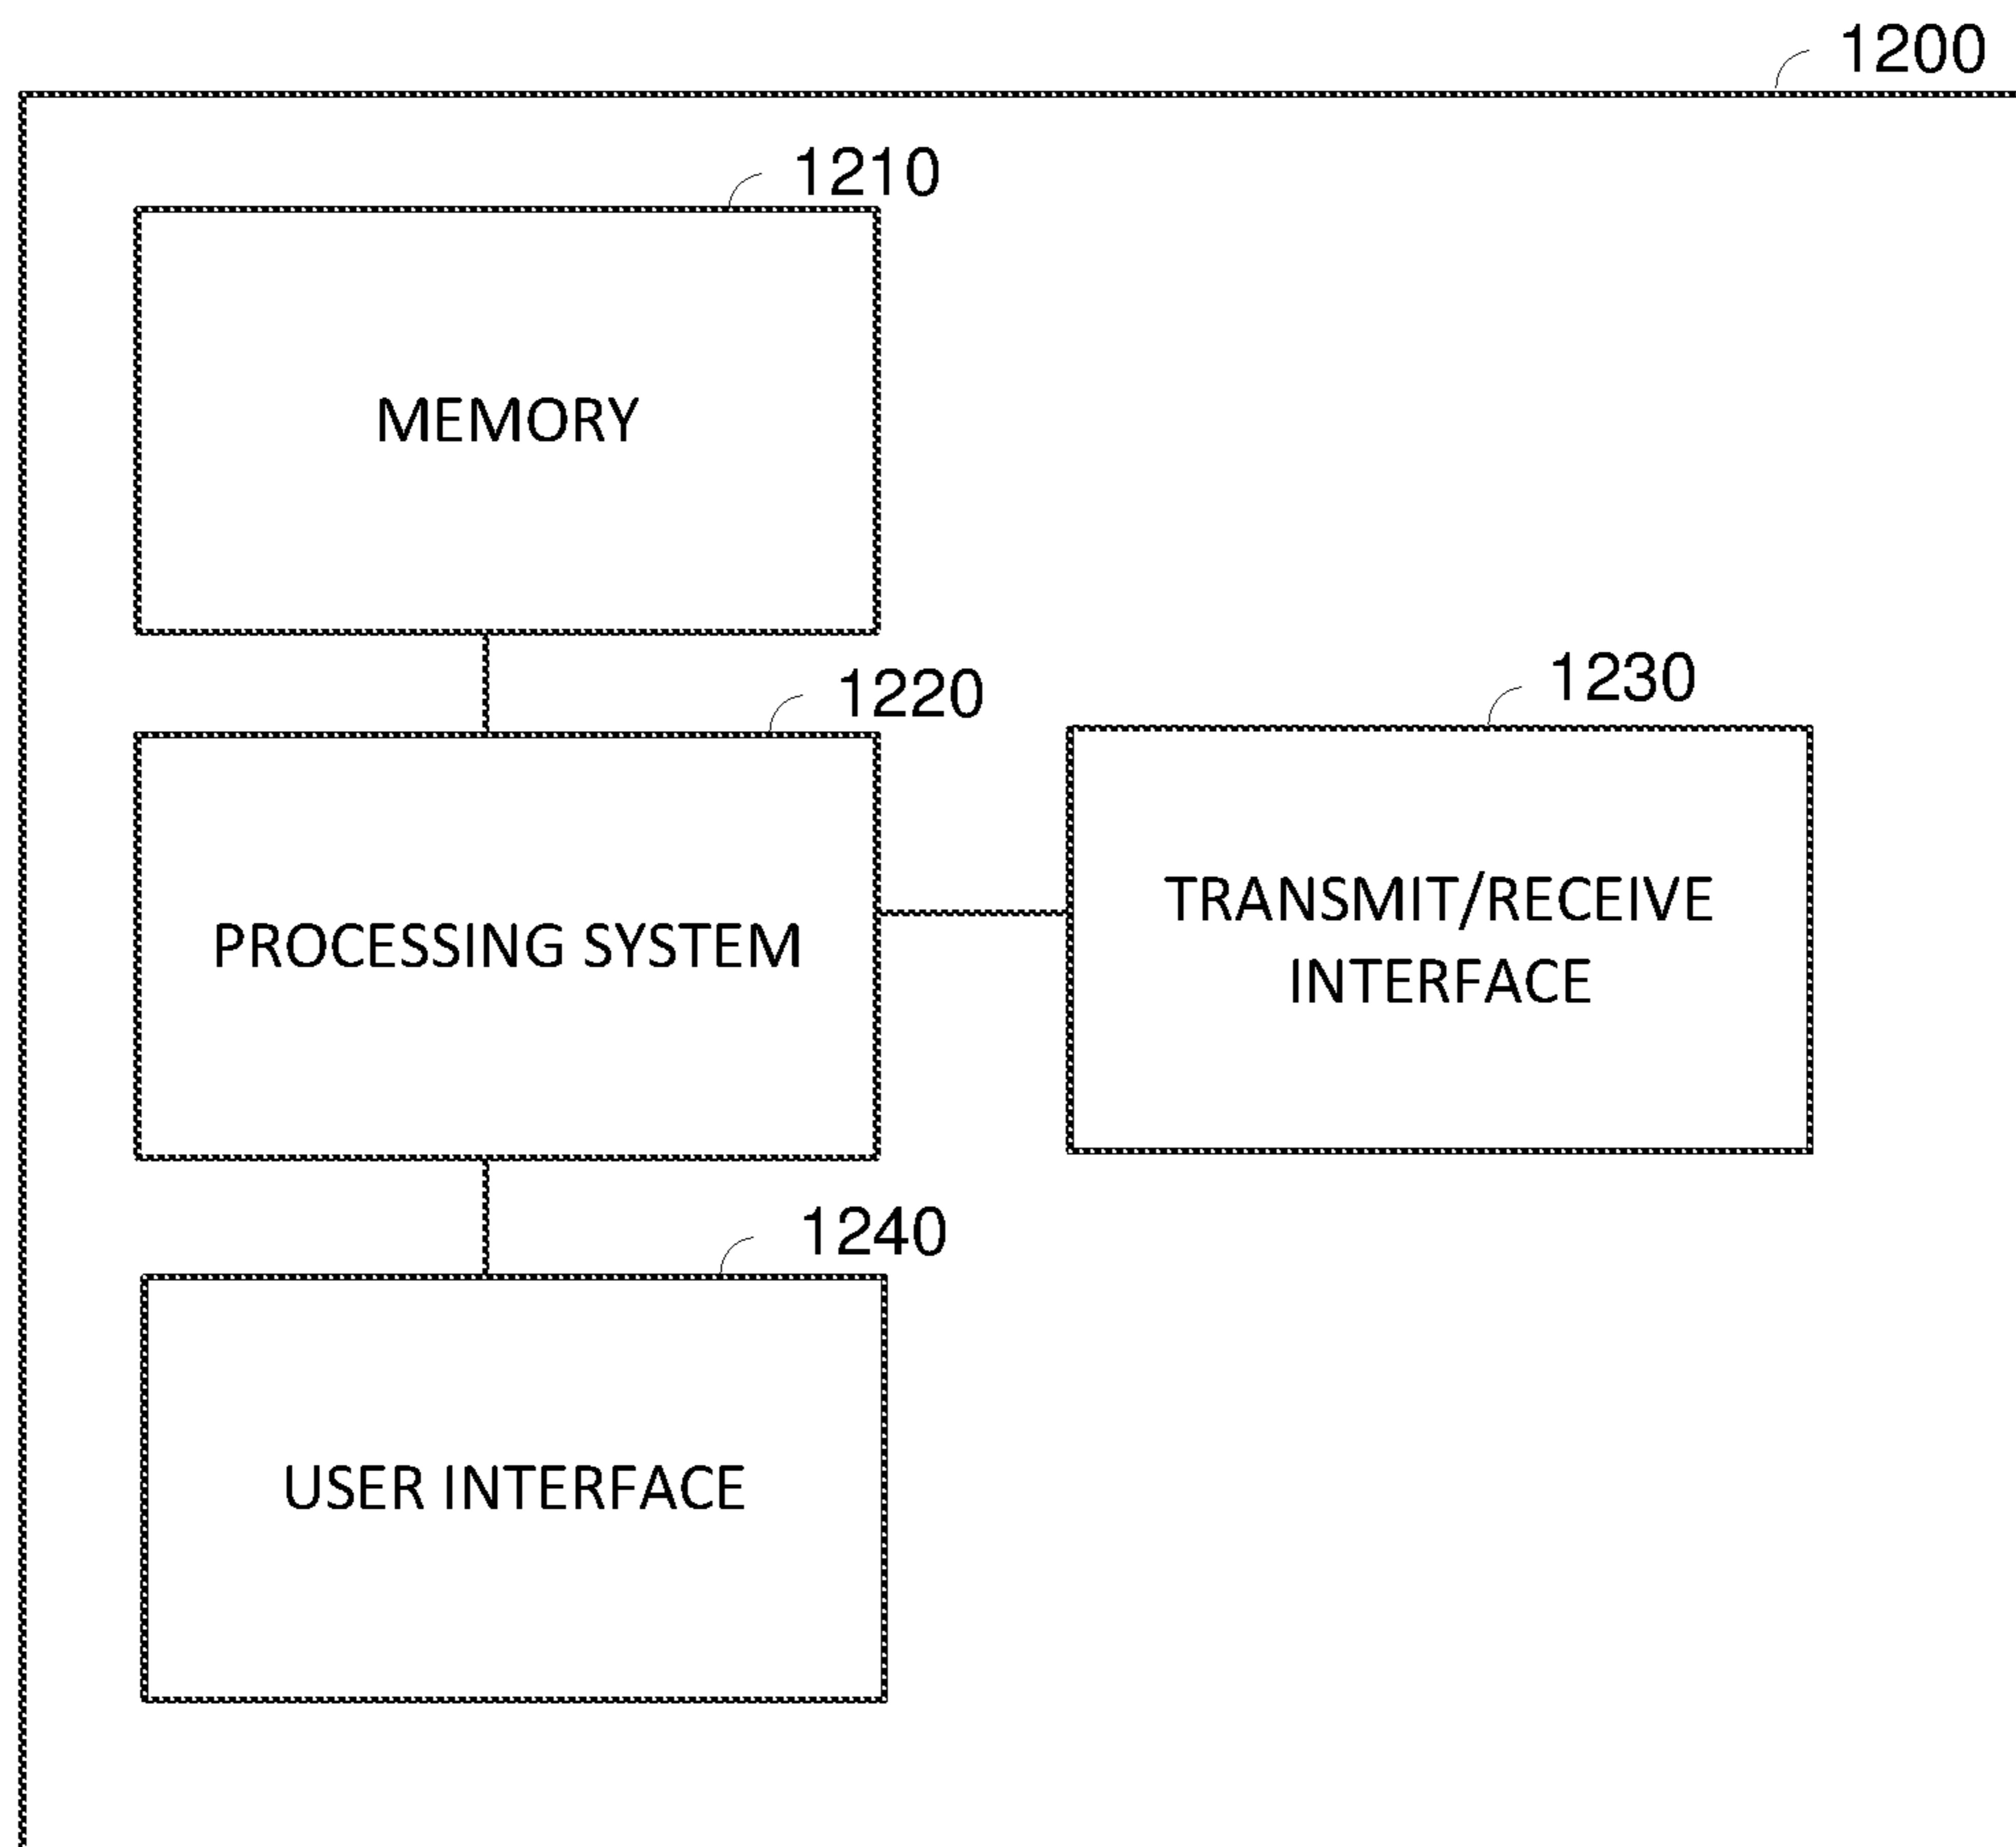 1200
1210
MEMORY
1220
1230
PROCESSING SYSTEM
TRANSMIT/RECEIVE
INTERFACE
1240
USER INTERFACE